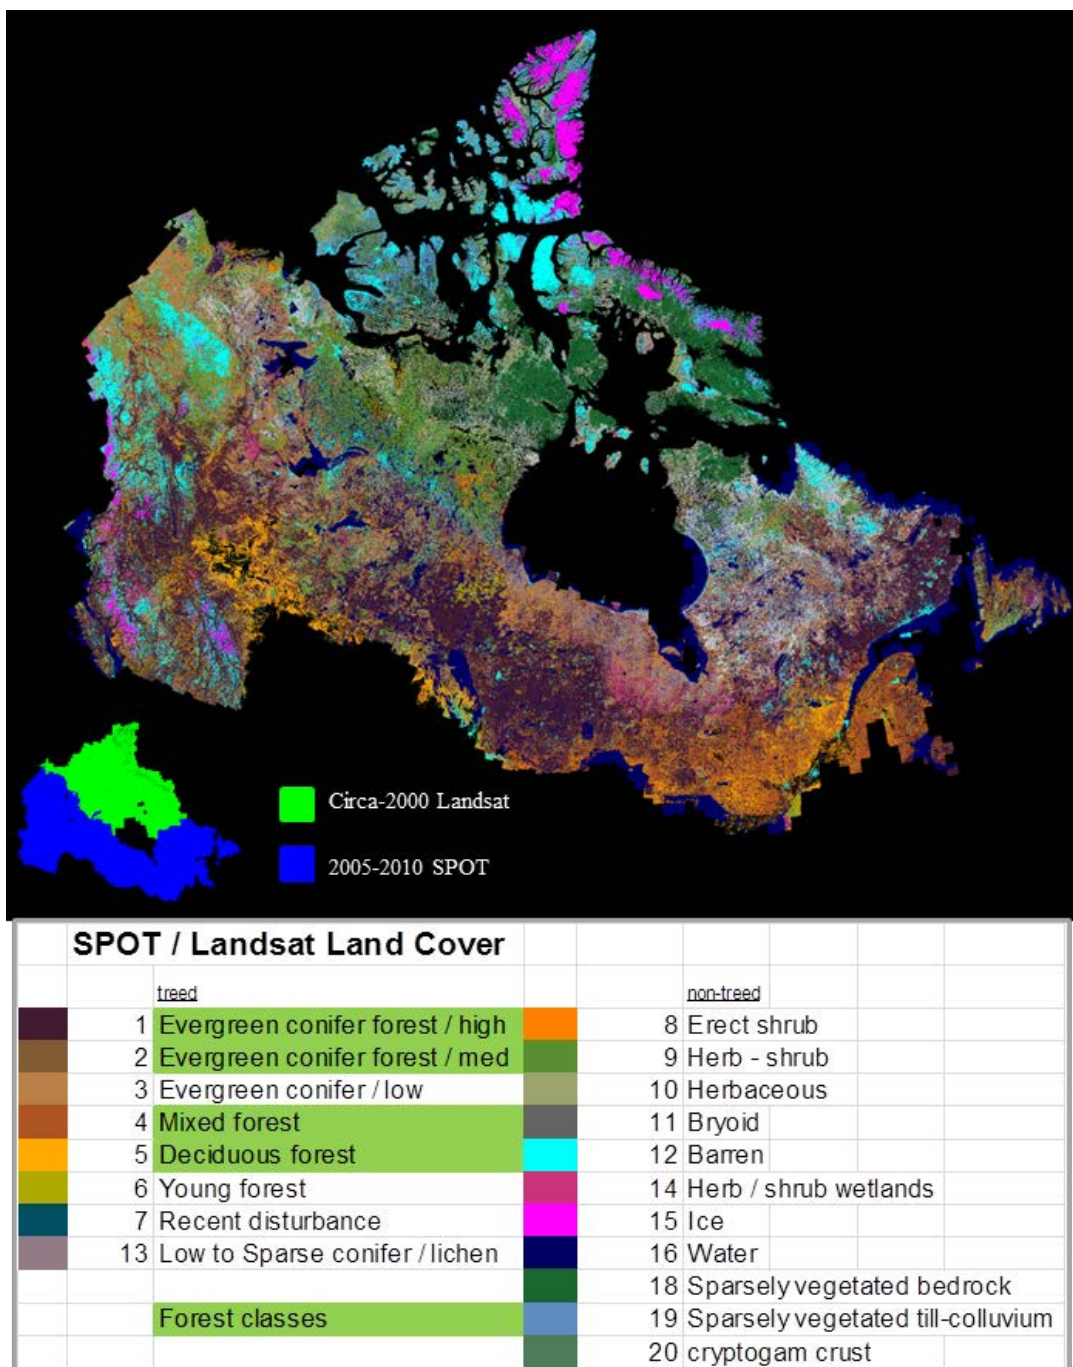 Circa-2000 Landsat
2005-2010 SPOT
SPOT / Landsat Land Cover
treed non-treed
1 Evergreen conifer forest / high 8 Erect shrub
2 Evergreen conifer forest / med 9 Herb - shrub
3 Evergreen conifer / low 10 Herbaceous
4 Mixed forest 11 Bryoid
5 Deciduous forest 12 Barren
6 Young forest 14 Herb / shrub wetlands
7 Recent disturbance 15 Ice
13 Low to Sparse conifer / lichen 16 Water
18 Sparsely vegetated bedrock
Forest classes 19 Sparsely vegetated till-colluvium
20 cryptogam crust